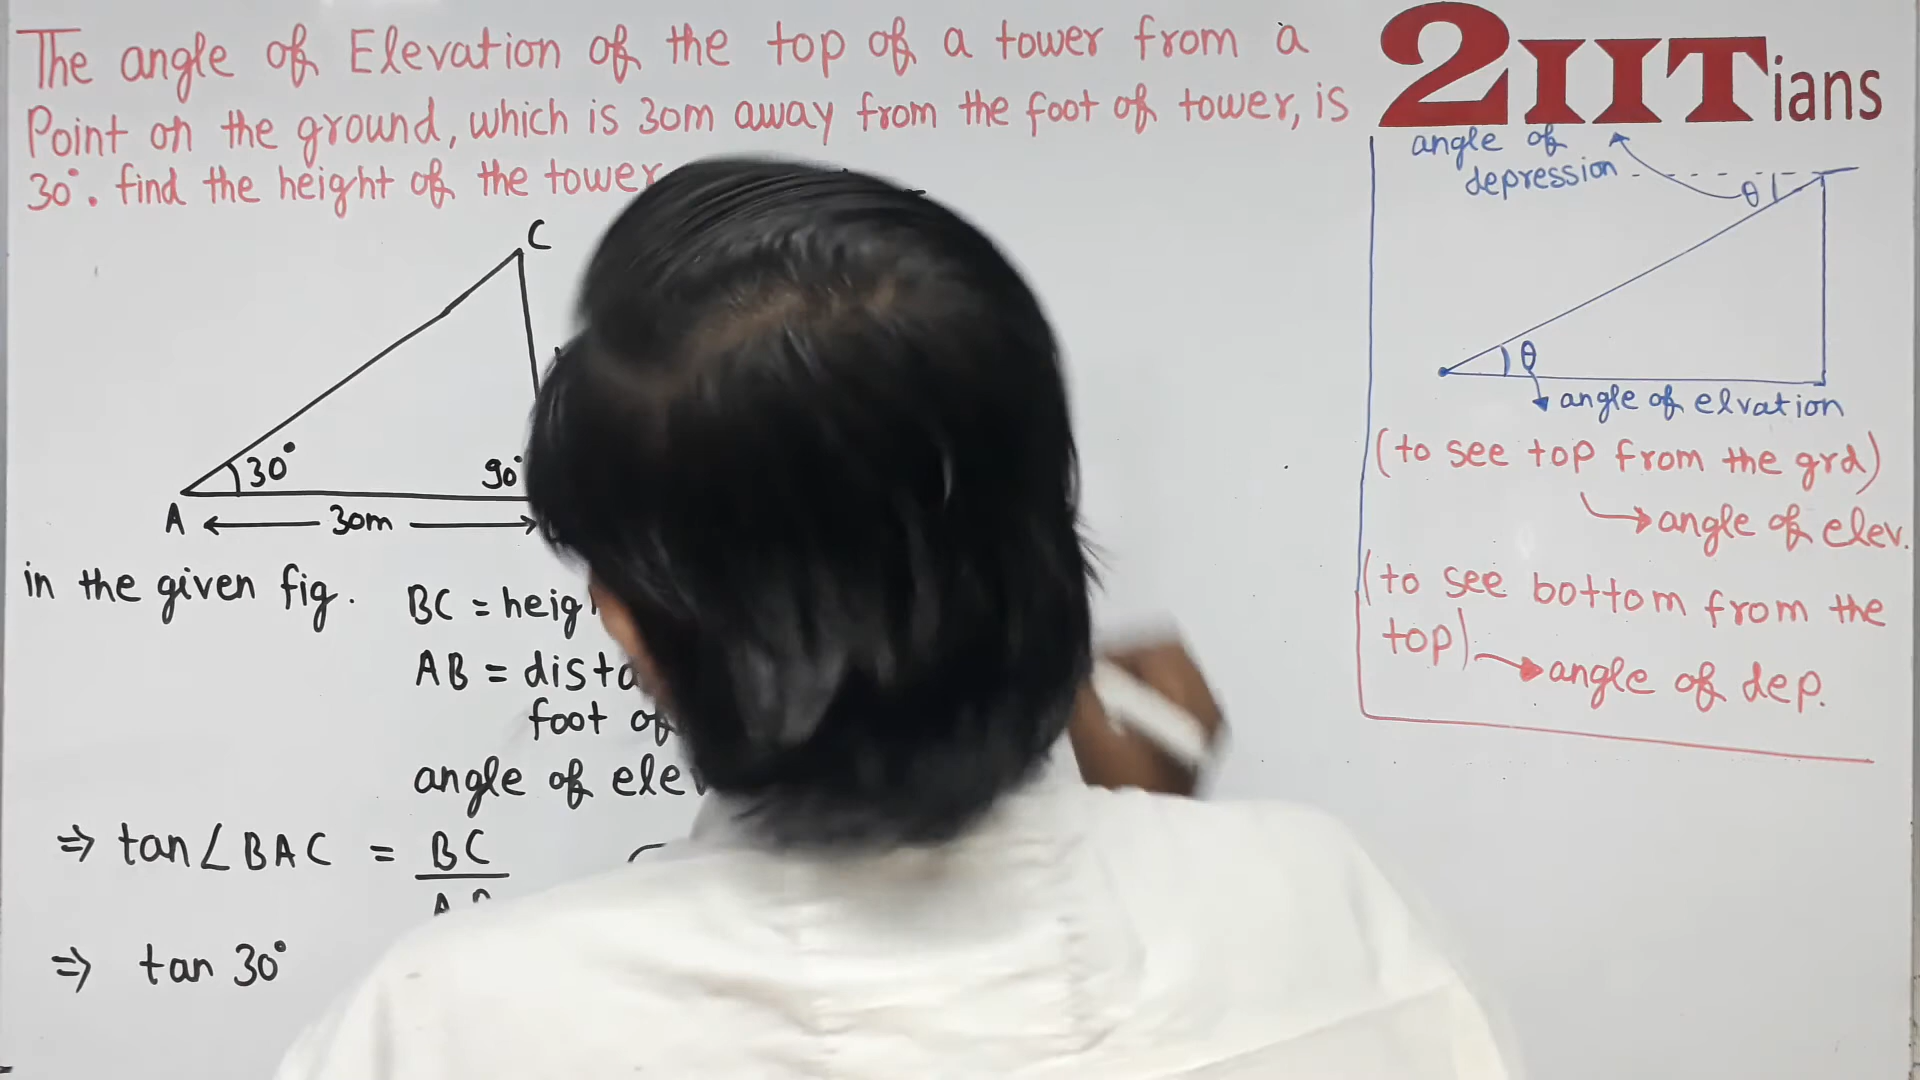 The angle of Elevation of the top of a tower from a
Point on the ground, which is 30m away from the foot of tower, is
30°. find the height of the tower
C
30°
90°
A
30m
in the given fig.
BC =
AB =
foot of
angle of
⇒ tan∠BAC = BC
⇒ tan 30°
2IITians
angle of
depression
θ
θ
angle of elvation
(to see top from the grd)
→ angle of elev.
(to see bottom from the
top)
→ angle of dep.